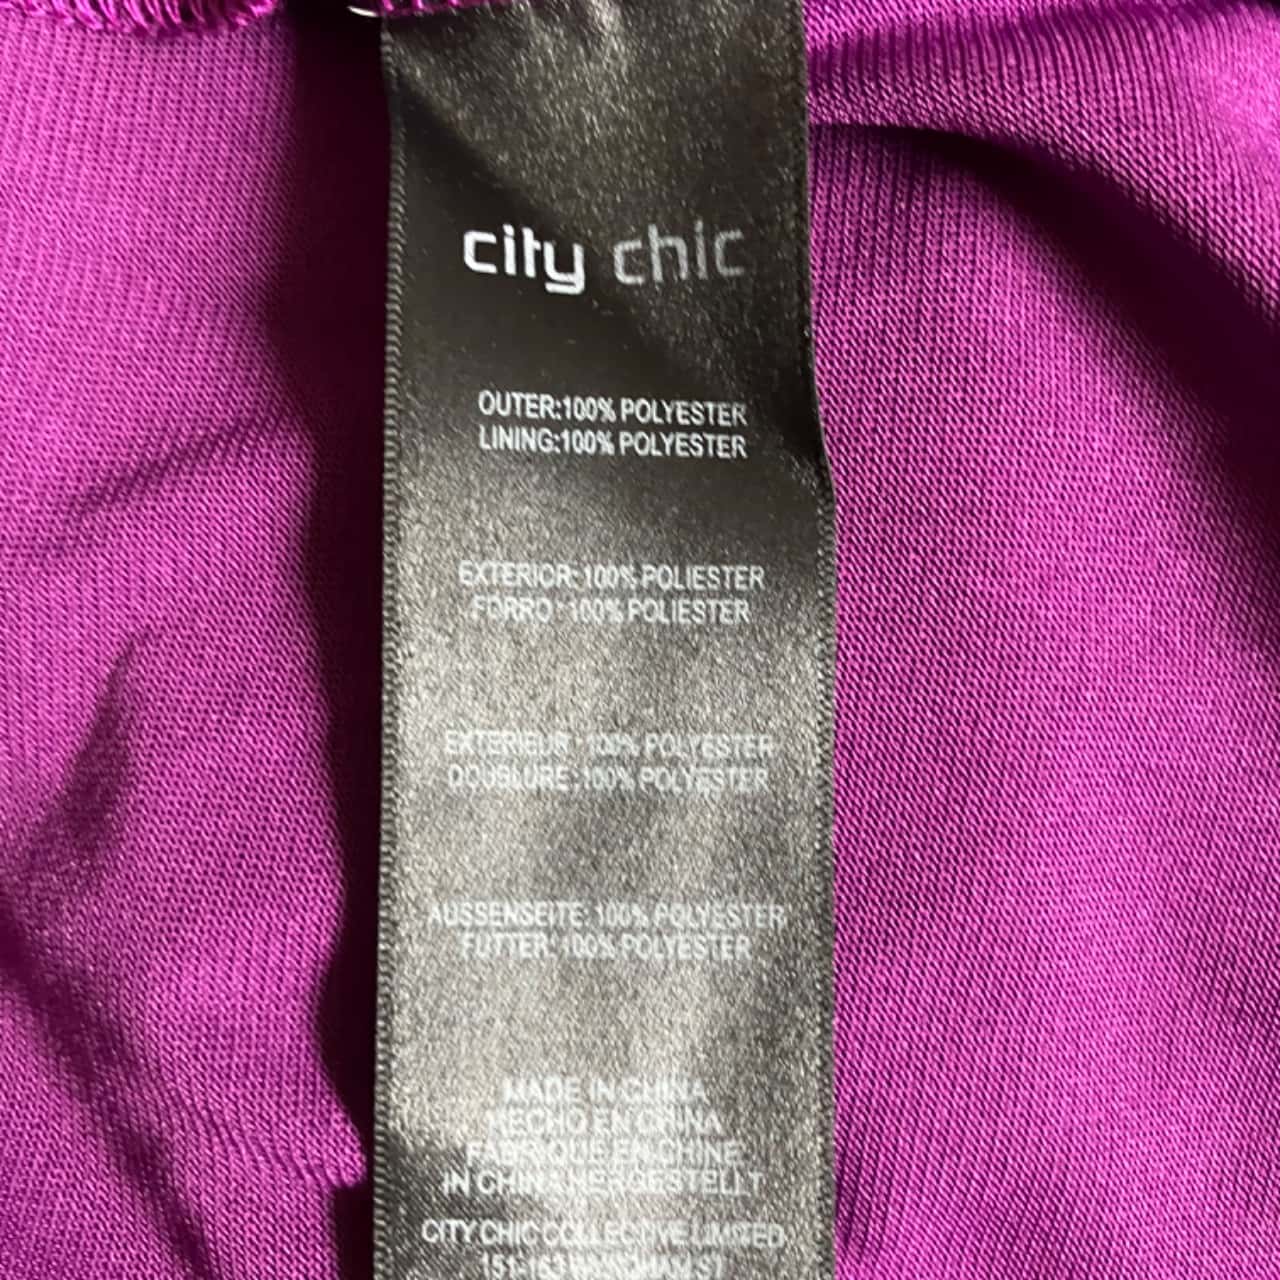 city chic
OUTER:100% POLYESTER
LINING:100% POLYESTER
EXTERIOR:100% POLIESTER
FORRO:100% POLIESTER
EXTERIEUR:100% POLYESTER
DOUBLURE:100% POLYESTER
AUSSENSEITE:100% POLYESTER
FUTTER:100% POLYESTER
MADE IN CHINA
HECHO EN CHINA
FABRIQUE EN CHINE
IN CHINA HERGESTELLT
CITY CHIC COLLECTIVE LIMITED